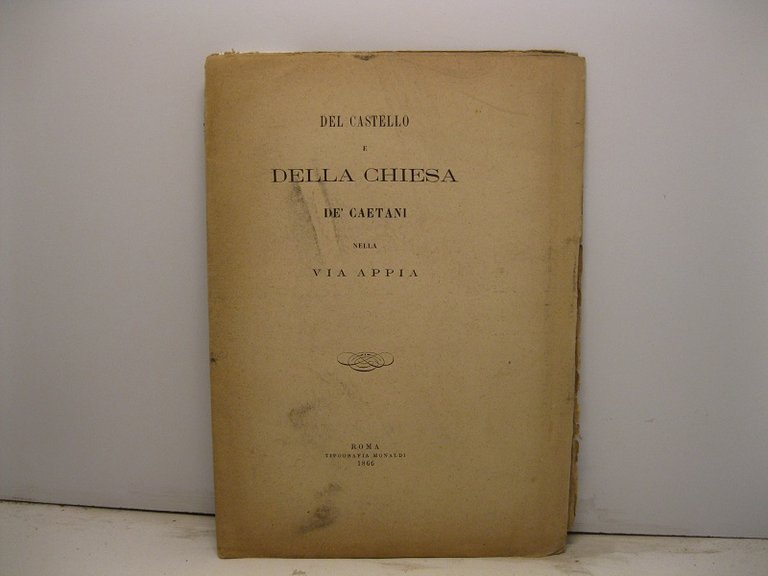 DEL CASTELLO
E
DELLA CHIESA
DE' CAETANI
NELLA
VIA APPIA
ROMA
TIPOGRAFIA MONALDI
1866